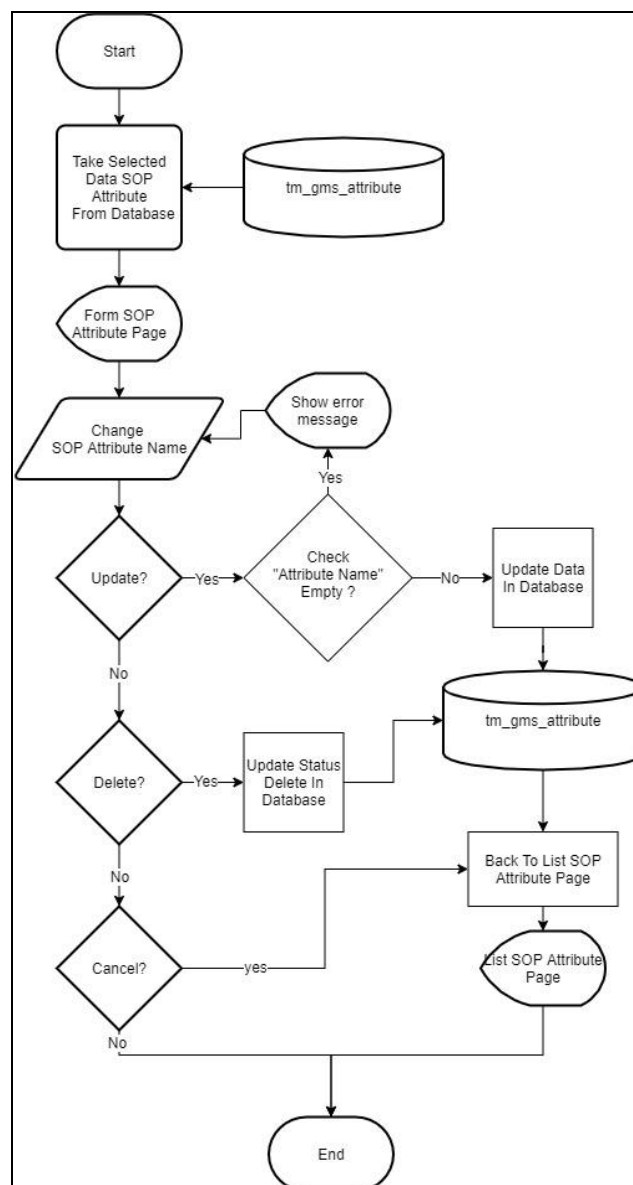 Start
Take Selected
Data SOP
Attribute
From Database
tm_gms_attribute
Form SOP
Attribute Page
Show error
message
Change
SOP Attribute Name
Yes
Update?
Yes
Check
"Attribute Name"
Empty ?
No
Update Data
In Database
No
tm_gms_attribute
Delete?
Yes
Update Status
Delete In
Database
Back To List SOP
Attribute Page
No
Cancel?
yes
List SOP Attribute
Page
No
End